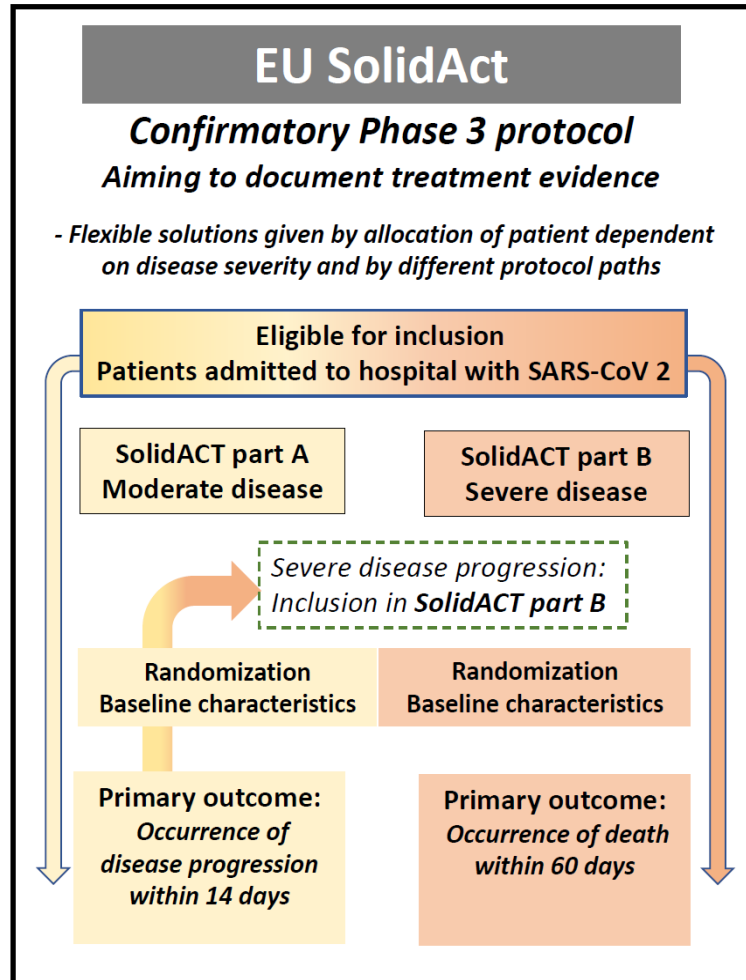 EU SolidAct
Confirmatory Phase 3 protocol
Aiming to document treatment evidence
- Flexible solutions given by allocation of patient dependent
on disease severity and by different protocol paths
Eligible for inclusion
Patients admitted to hospital with SARS-CoV 2
SolidACT part A
Moderate disease
SolidACT part B
Severe disease
Severe disease progression:
Inclusion in SolidACT part B
Randomization
Baseline characteristics
Randomization
Baseline characteristics
Primary outcome:
Occurrence of
disease progression
within 14 days
Primary outcome:
Occurrence of death
within 60 days